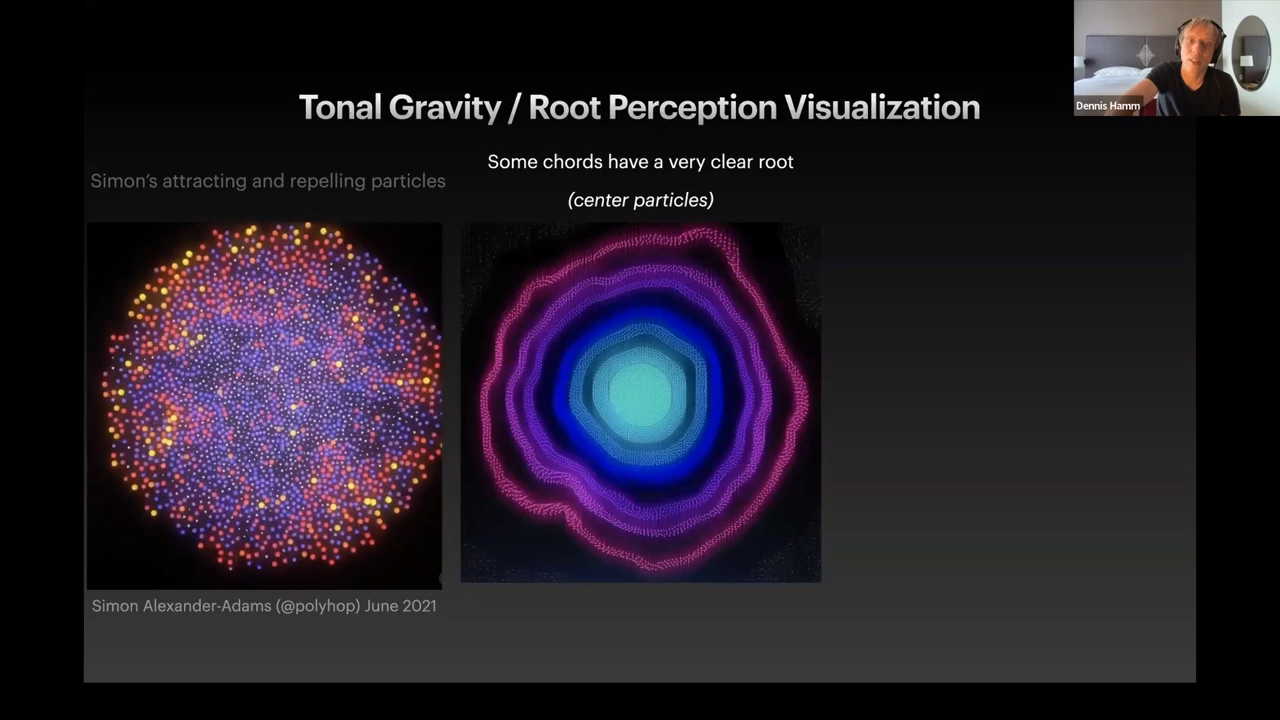 Tonal Gravity / Root Perception Visualization
Some chords have a very clear root
(center particles)
Simon’s attracting and repelling particles
Simon Alexander-Adams (@polyhop) June 2021
Dennis Hamm